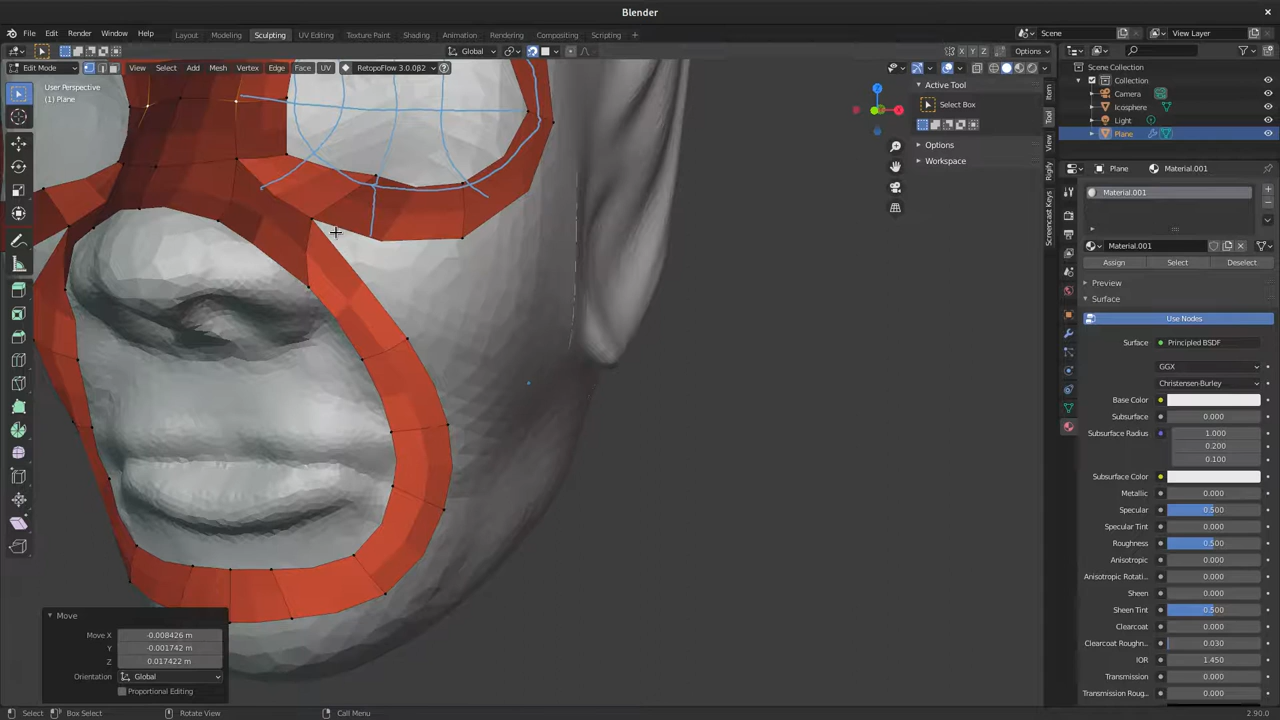 Blender
File Edit Render Window Help Layout Modeling Sculpting UV Editing Texture Paint Shading Animation Rendering Compositing Scripting Scene View Layer
Global Options
Edit Mode View Select Add Mesh Vertex Edge Face UV RetopoFlow 3.0.0β2
User Perspective
(1) Plane
X Y Z
Active Tool
Select Box
Options
Workspace
Item
Tool
View
Rigify
Screencast Keys
Scene Collection
Collection
Camera
Icosphere
Light
Plane
Plane Material.001
Material.001
Material.001
Assign Select Deselect
Preview
Surface
Use Nodes
Surface Principled BSDF
GGX
Christensen-Burley
Base Color
Subsurface 0.000
Subsurface Radius 1.000
0.200
0.100
Subsurface Color
Metallic 0.000
Specular 0.500
Specular Tint 0.000
Roughness 0.500
Anisotropic 0.000
Anisotropic Rotati... 0.000
Sheen 0.000
Sheen Tint 0.500
Clearcoat 0.000
Clearcoat Roughn... 0.030
IOR 1.450
Transmission 0.000
Transmission Roug... 0.000
Move
Move X -0.008426 m
Y -0.001742 m
Z 0.017422 m
Orientation Global
Proportional Editing
Select Box Select Rotate View Call Menu 2.90.0